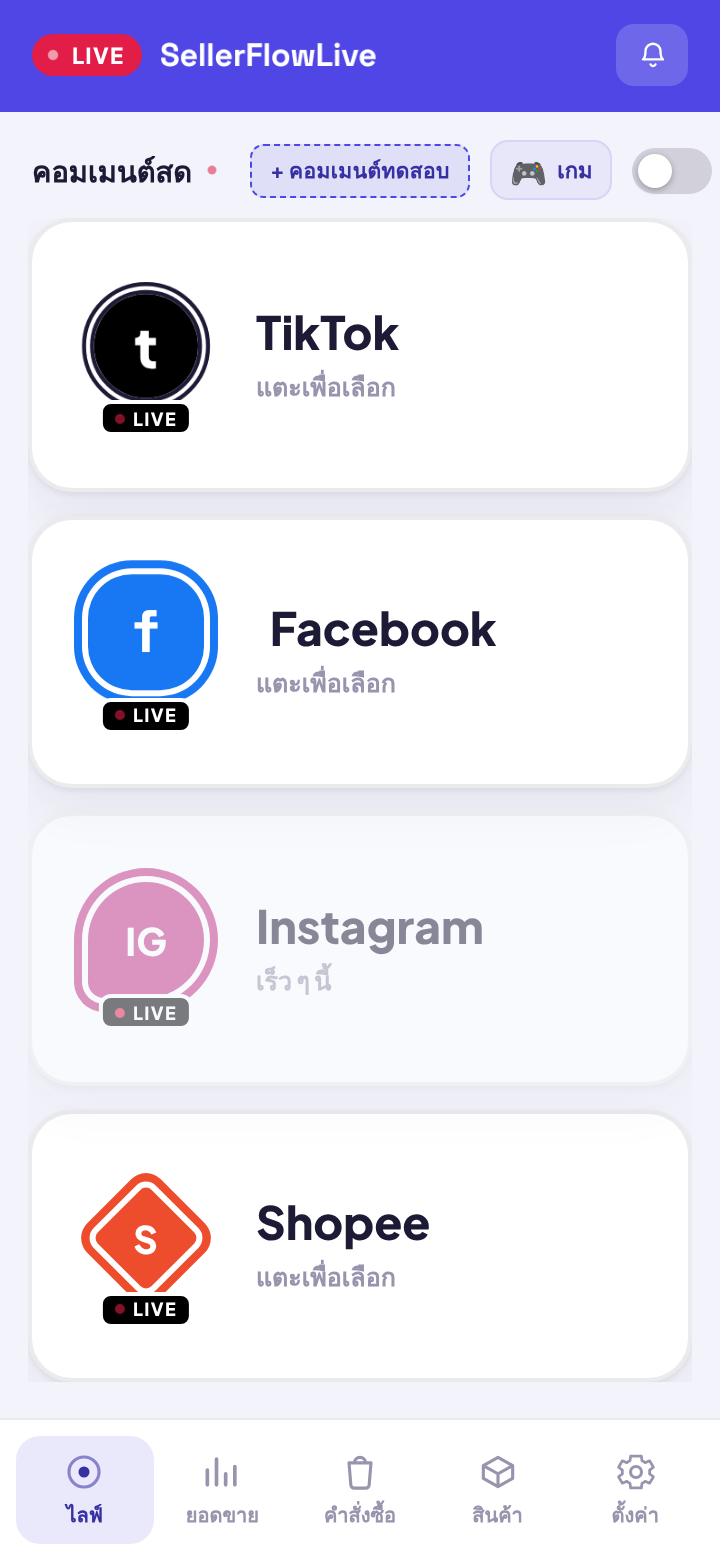 LIVE SellerFlowLive
คอมเมนต์สด + คอมเมนต์ทดสอบ 🎮 เกม
t
LIVE
TikTok
แตะเพื่อเลือก
f
LIVE
Facebook
แตะเพื่อเลือก
IG
LIVE
Instagram
เร็ว ๆ นี้
S
LIVE
Shopee
แตะเพื่อเลือก
ไลฟ์ ยอดขาย คำสั่งซื้อ สินค้า ตั้งค่า